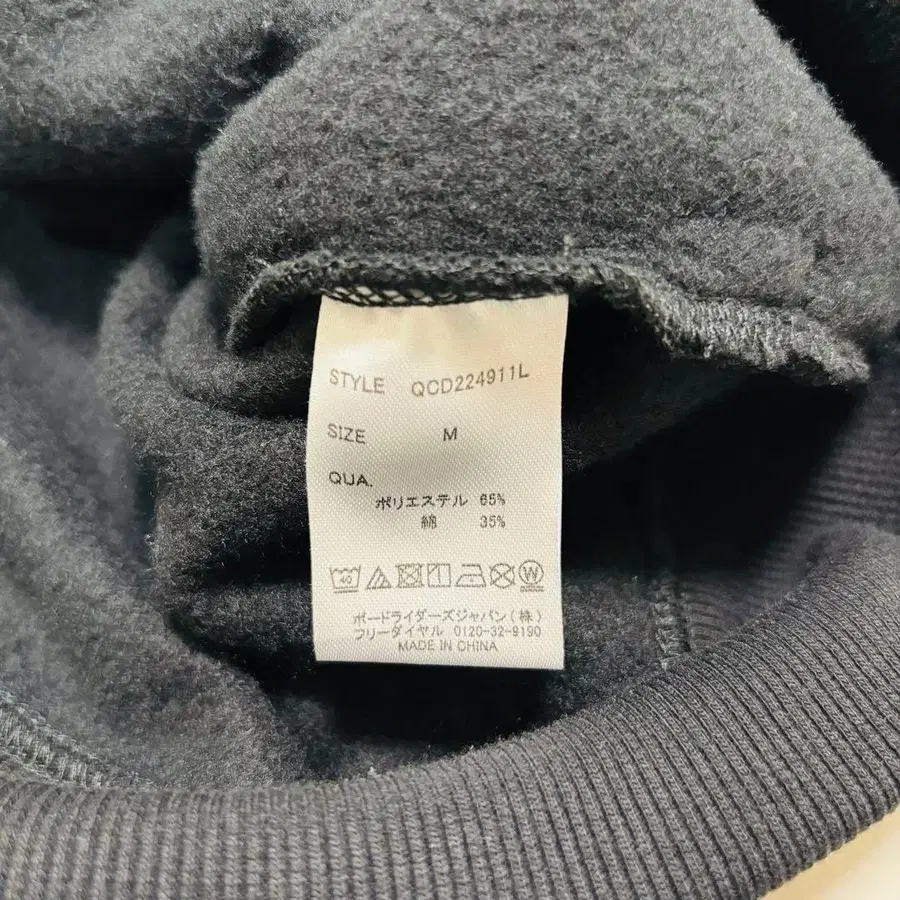 STYLE QCD224911L
SIZE M
QUA.
ポリエステル 65%
綿 35%
40 W
ボードライダーズジャパン(株)
フリーダイヤル 0120-32-9190
MADE IN CHINA